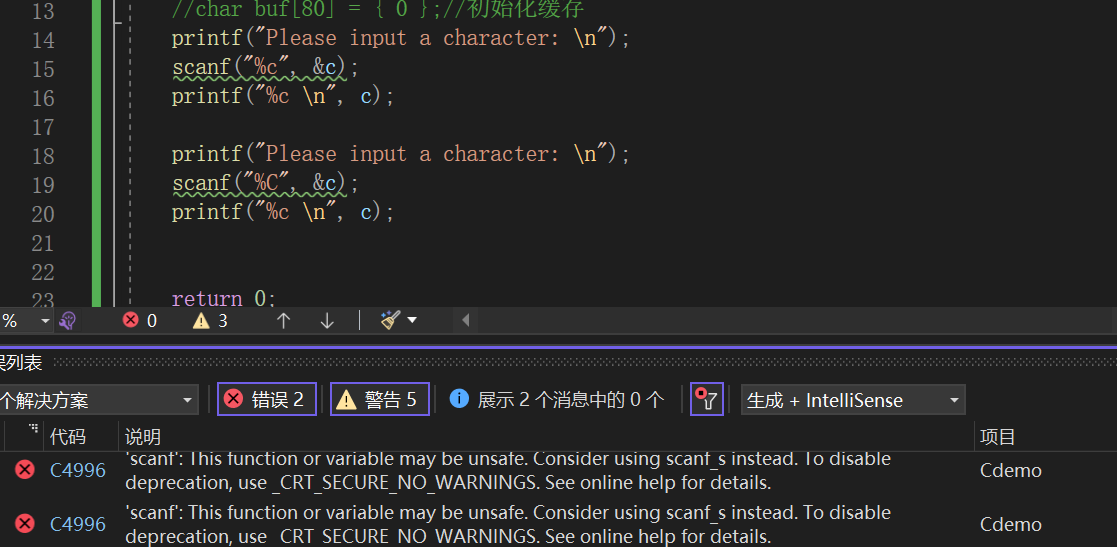 13 //char buf[80] = { 0 };//初始化缓存
14 printf("Please input a character: \n");
15 scanf("%c", &c);
16 printf("%c \n", c);
17
18 printf("Please input a character: \n");
19 scanf("%C", &c);
20 printf("%c \n", c);
21
22
23 return 0;
% 0 3
误列表
个解决方案 错误 2 警告 5 展示 2 个消息中的 0 个 生成 + IntelliSense
代码 说明 项目
C4996 'scanf': This function or variable may be unsafe. Consider using scanf_s instead. To disable Cdemo
deprecation, use _CRT_SECURE_NO_WARNINGS. See online help for details.
C4996 'scanf': This function or variable may be unsafe. Consider using scanf_s instead. To disable Cdemo
deprecation, use _CRT_SECURE_NO_WARNINGS. See online help for details.